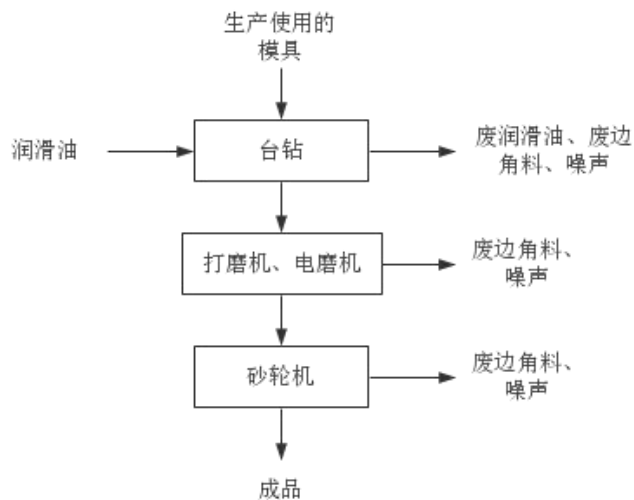 生产使用的
模具
润滑油
台钻
废润滑油、废边
角料、噪声
打磨机、电磨机
废边角料、
噪声
砂轮机
废边角料、
噪声
成品